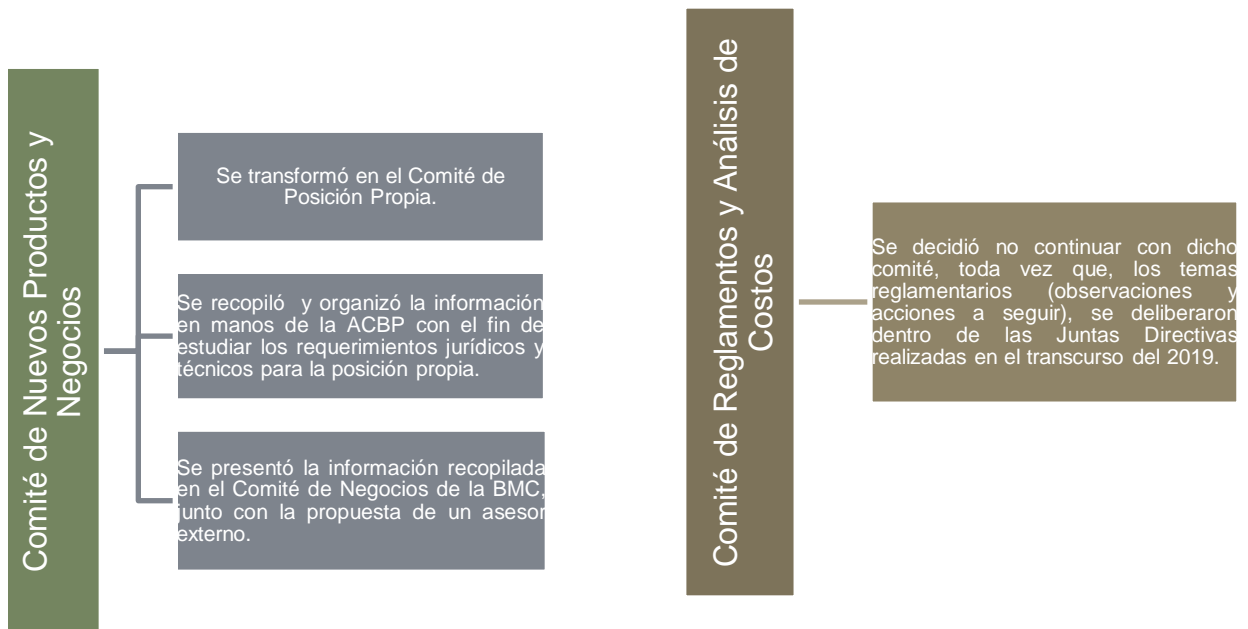 Comité de Nuevos Productos y
Negocios
Se transformó en el Comité de
Posición Propia.
Se recopiló y organizó la información
en manos de la ACBP con el fin de
estudiar los requerimientos jurídicos y
técnicos para la posición propia.
Se presentó la información recopilada
en el Comité de Negocios de la BMC,
junto con la propuesta de un asesor
externo.
Comité de Reglamentos y Análisis de
Costos
Se decidió no continuar con dicho
comité, toda vez que, los temas
reglamentarios (observaciones y
acciones a seguir), se deliberaron
dentro de las Juntas Directivas
realizadas en el transcurso del 2019.